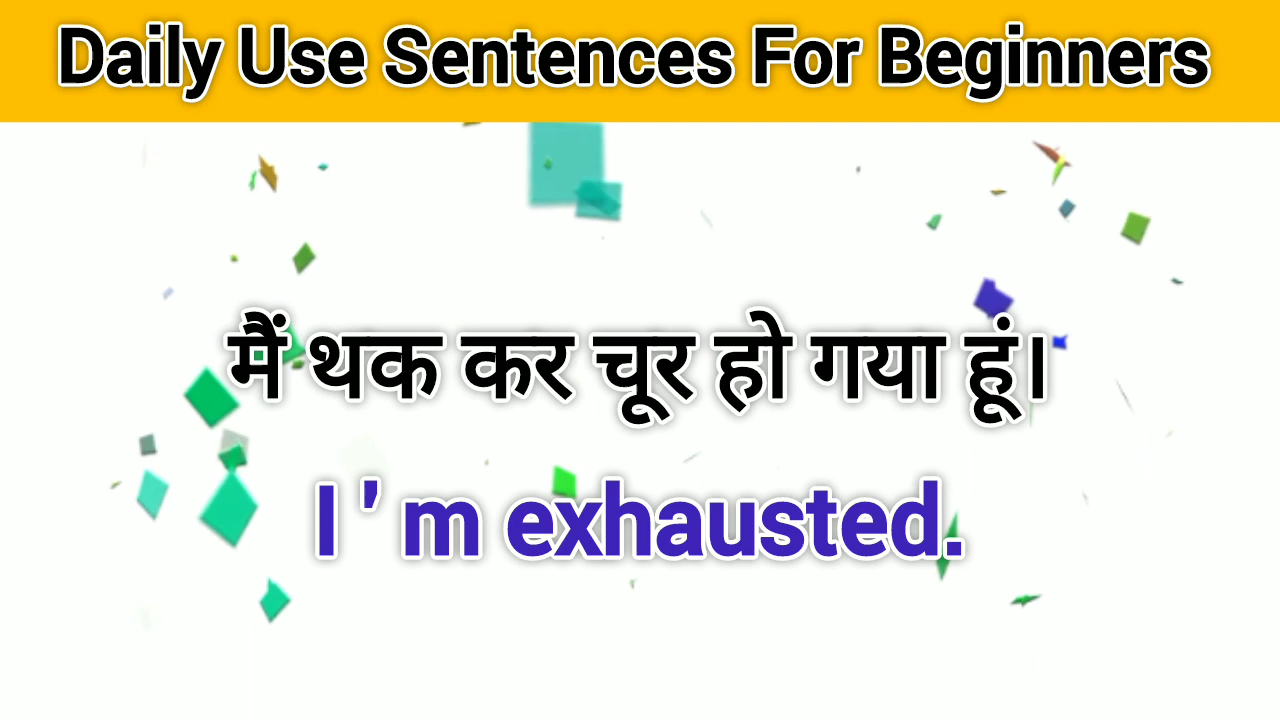 Daily Use Sentences For Beginners
मैं थक कर चूर हो गया हूं।
I ' m exhausted.